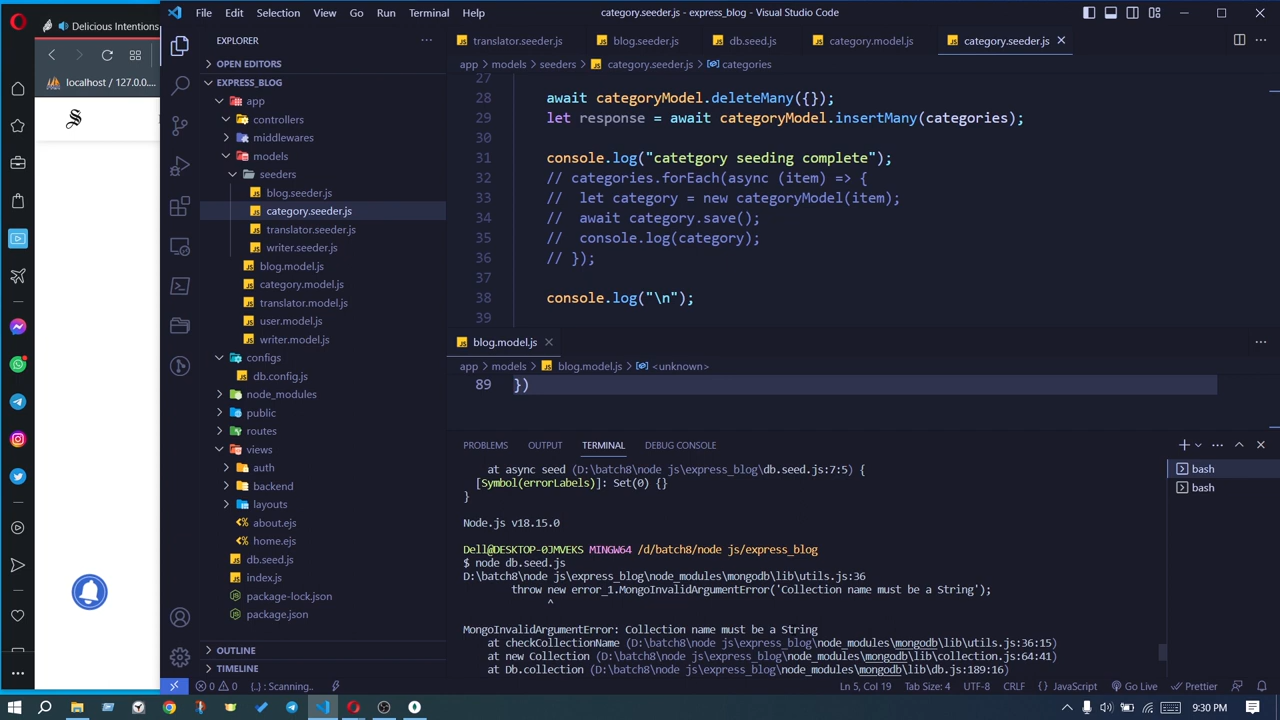 Delicious Intentions
File Edit Selection View Go Run Terminal Help
category.seeder.js - express_blog - Visual Studio Code
localhost / 127.0.0....
S
EXPLORER
OPEN EDITORS
EXPRESS_BLOG
app
controllers
middlewares
models
seeders
blog.seeder.js
category.seeder.js
translator.seeder.js
writer.seeder.js
blog.model.js
category.model.js
translator.model.js
user.model.js
writer.model.js
configs
db.config.js
node_modules
public
routes
views
auth
backend
layouts
about.ejs
home.ejs
db.seed.js
index.js
package-lock.json
package.json
OUTLINE
TIMELINE
translator.seeder.js blog.seeder.js db.seed.js category.model.js category.seeder.js
app > models > seeders > category.seeder.js > categories
27
28 await categoryModel.deleteMany({});
29 let response = await categoryModel.insertMany(categories);
30
31 console.log("catetgory seeding complete");
32 // categories.forEach(async (item) => {
33 //  let category = new categoryModel(item);
34 //  await category.save();
35 //  console.log(category);
36 // });
37
38 console.log("\n");
39
blog.model.js
app > models > blog.model.js > <unknown>
89 })
PROBLEMS OUTPUT TERMINAL DEBUG CONSOLE
bash
bash
at async seed (D:\batch8\node js\express_blog\db.seed.js:7:5) {
[Symbol(errorLabels)]: Set(0) {}
}
Node.js v18.15.0
Dell@DESKTOP-0JMVEKS MINGW64 /d/batch8/node js/express_blog
$ node db.seed.js
D:\batch8\node js\express_blog\node_modules\mongodb\lib\utils.js:36
throw new error_1.MongoInvalidArgumentError('Collection name must be a String');
^
MongoInvalidArgumentError: Collection name must be a String
at checkCollectionName (D:\batch8\node js\express_blog\node_modules\mongodb\lib\utils.js:36:15)
at new Collection (D:\batch8\node js\express_blog\node_modules\mongodb\lib\collection.js:64:41)
at Db.collection (D:\batch8\node js\express_blog\node_modules\mongodb\lib\db.js:189:16)
0 0 {..} : Scanning..
Ln 5, Col 19 Tab Size: 4 UTF-8 CRLF {} JavaScript Go Live Prettier
9:30 PM